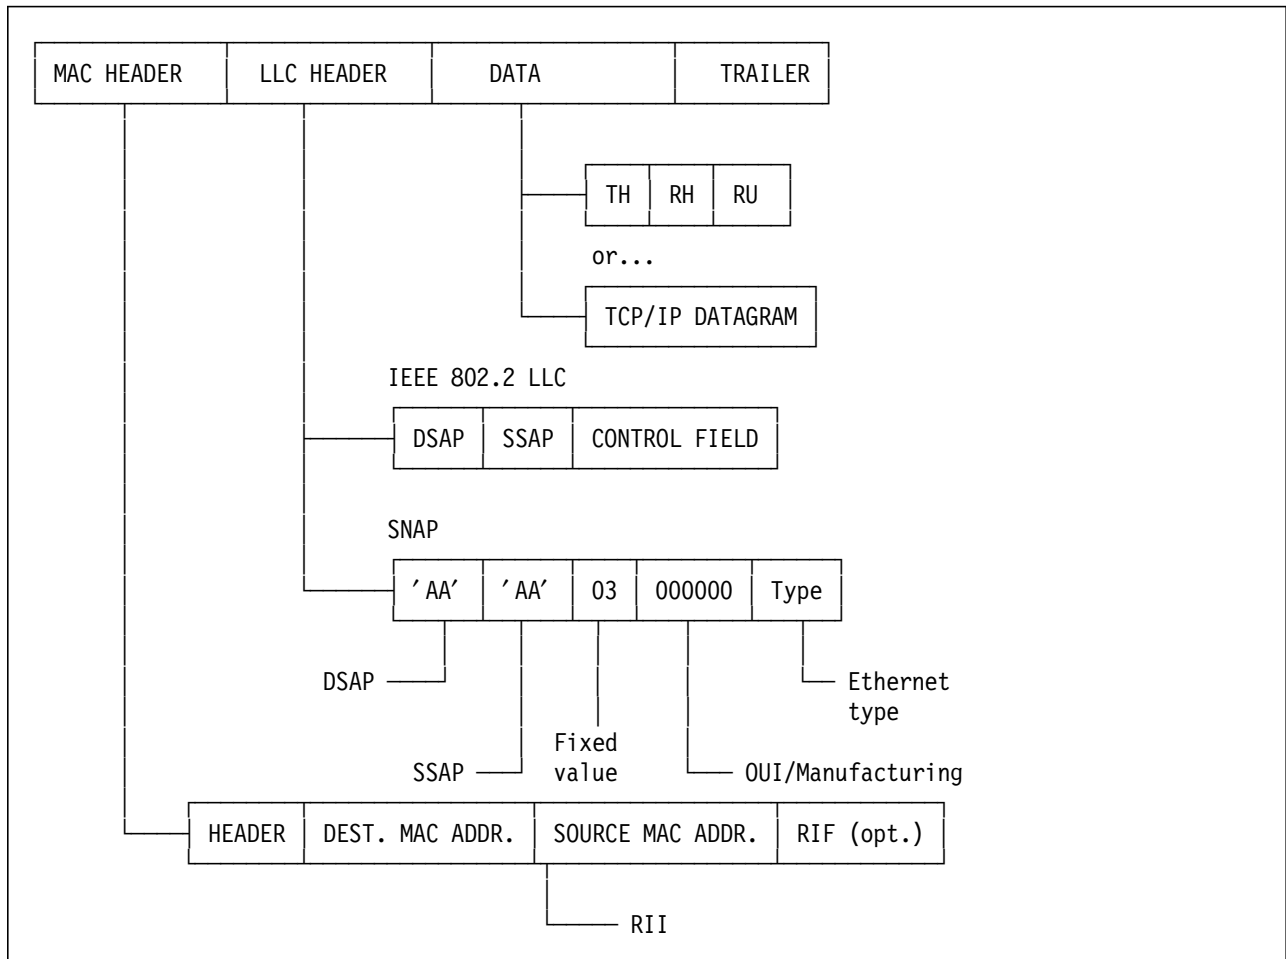 MAC HEADER LLC HEADER DATA TRAILER
TH RH RU
or...
TCP/IP DATAGRAM
IEEE 802.2 LLC
DSAP SSAP CONTROL FIELD
SNAP
′AA′ ′AA′ 03 000000 Type
DSAP Ethernet
type
Fixed
SSAP value OUI/Manufacturing
HEADER DEST. MAC ADDR. SOURCE MAC ADDR. RIF (opt.)
RII